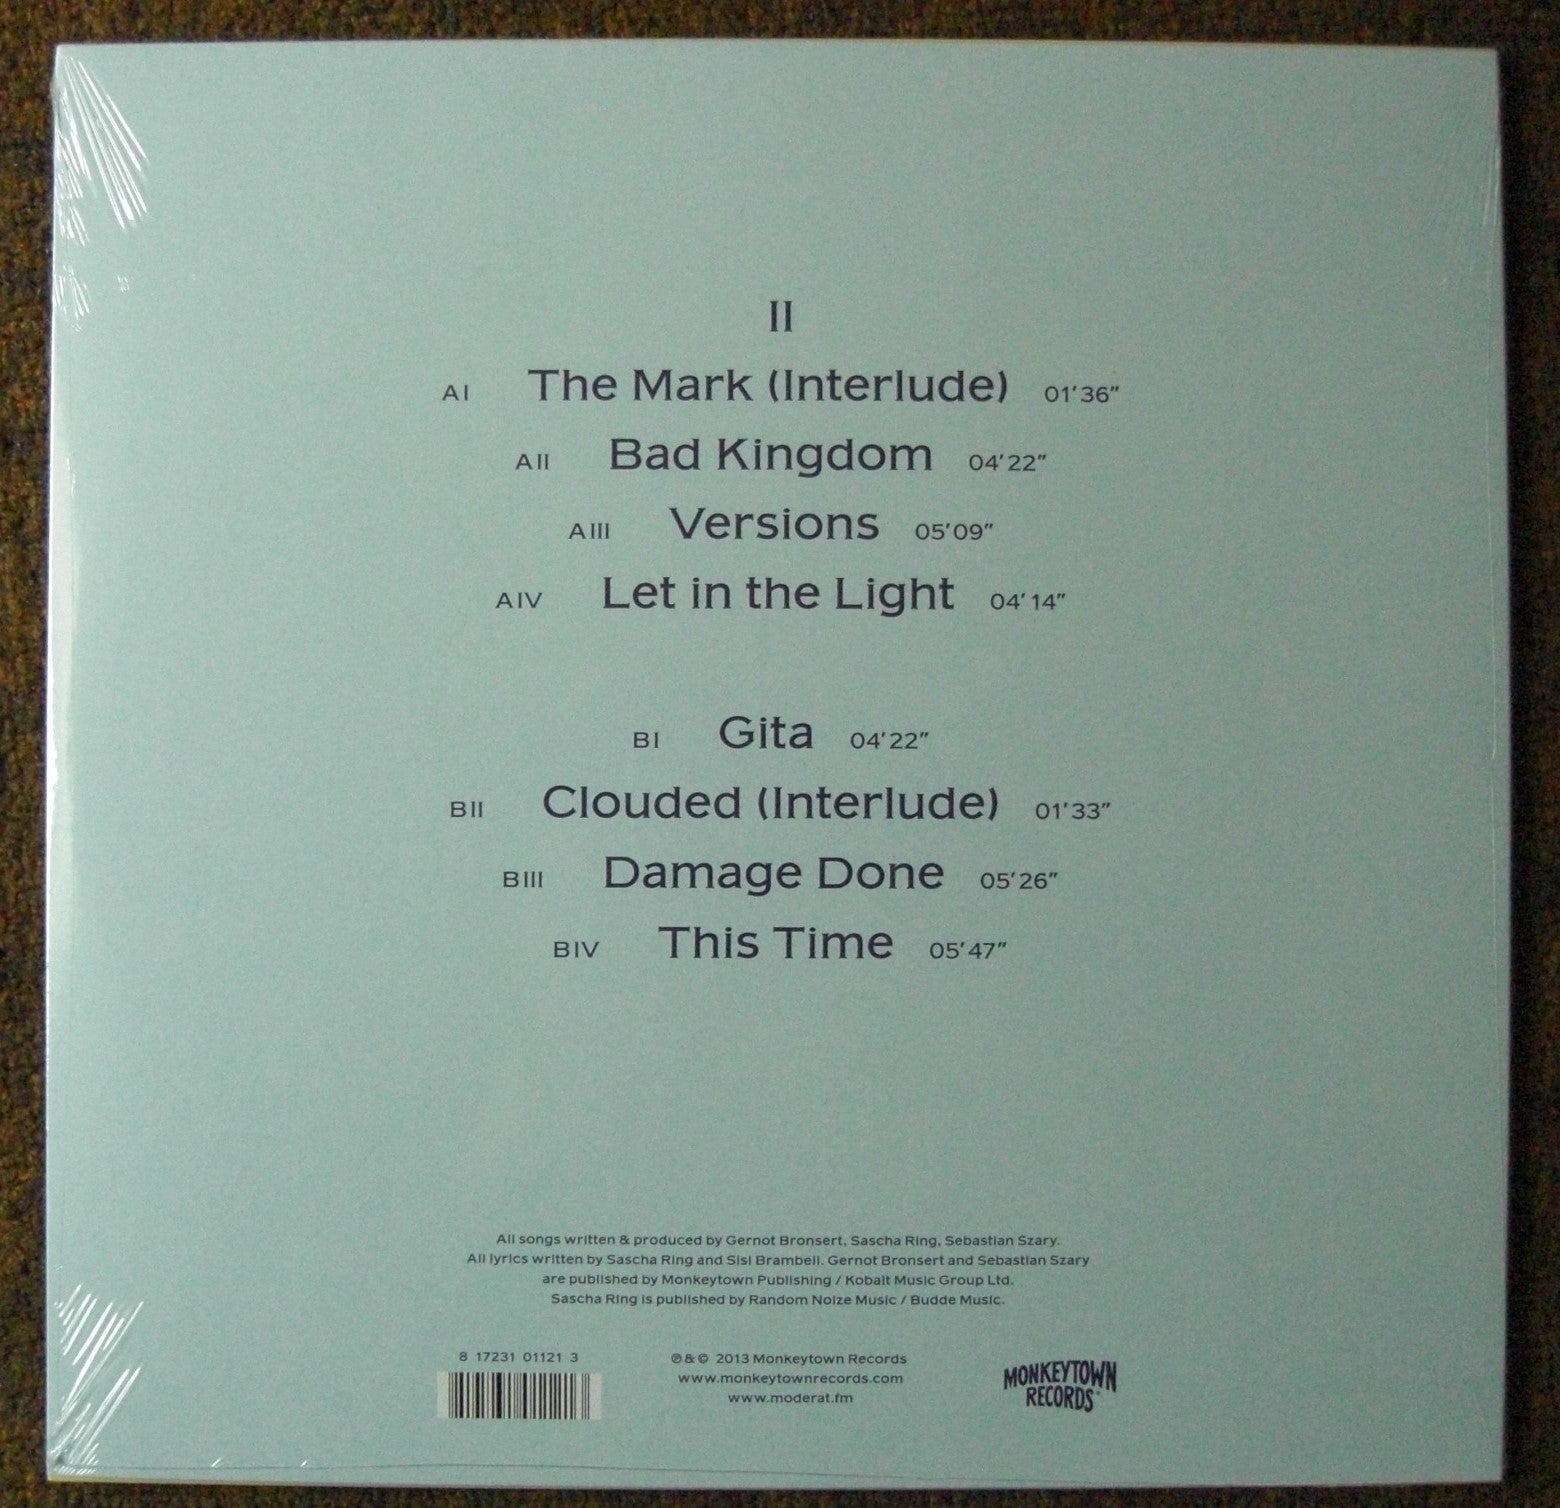 II
AI The Mark (Interlude) 01'36"
AII Bad Kingdom 04'22"
AIII Versions 05'09"
AIV Let in the Light 04'14"
BI Gita 04'22"
BII Clouded (Interlude) 01'33"
BIII Damage Done 05'26"
BIV This Time 05'47"
All songs written & produced by Gernot Bronsert, Sascha Ring, Sebastian Szary.
All lyrics written by Sascha Ring and Sisi Brambell. Gernot Bronsert and Sebastian Szary
are published by Monkeytown Publishing / Kobalt Music Group Ltd.
Sascha Ring is published by Random Noize Music / Budde Music.
8 17231 01121 3
℗&© 2013 Monkeytown Records
www.monkeytownrecords.com
www.moderat.fm
MONKEYTOWN
RECORDS